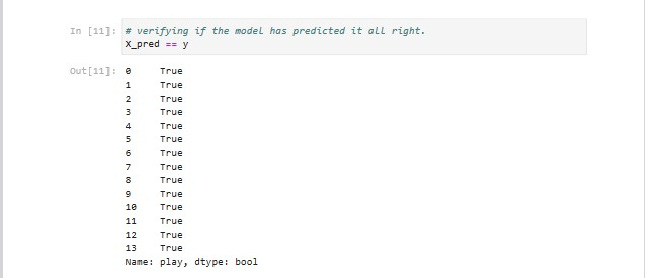 In [11]: # verifying if the model has predicted it all right.
X_pred == y
Out[11]: 0 True
1 True
2 True
3 True
4 True
5 True
6 True
7 True
8 True
9 True
10 True
11 True
12 True
13 True
Name: play, dtype: bool